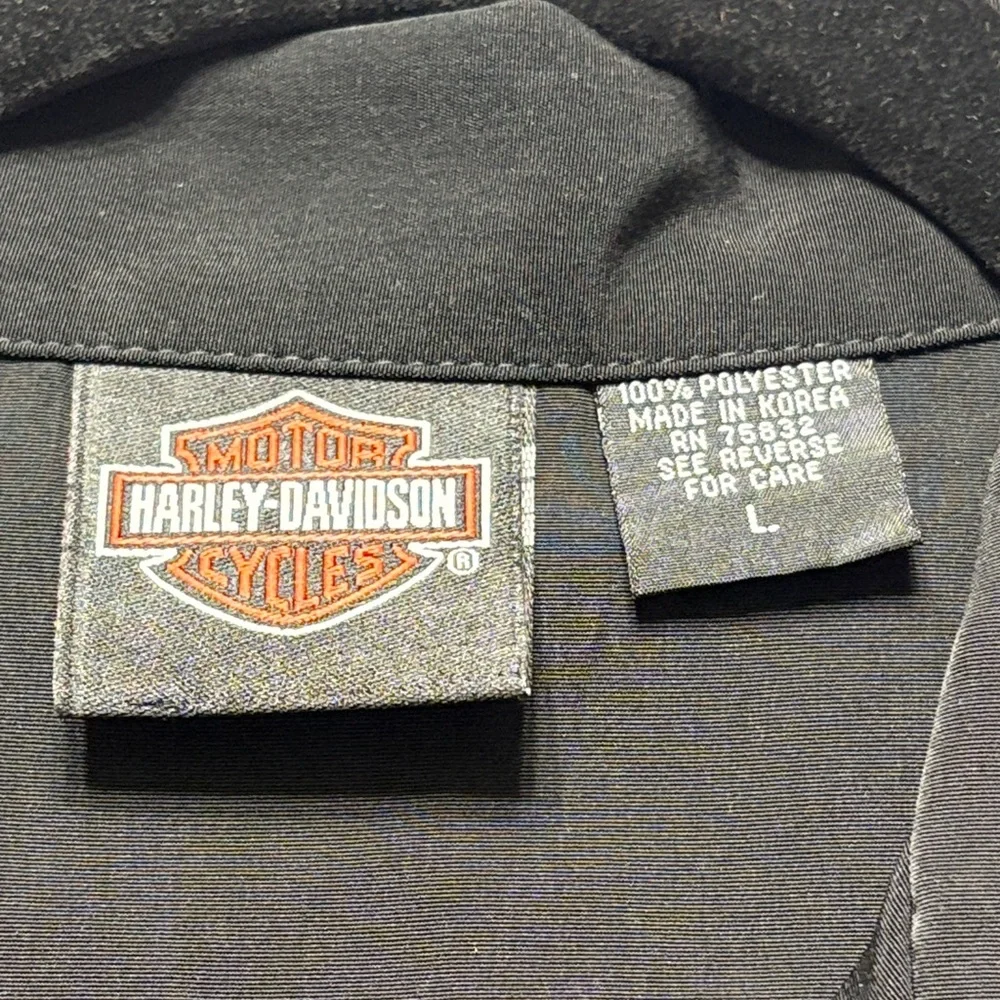 MOTOR
HARLEY-DAVIDSON
CYCLES
®
100% POLYESTER
MADE IN KOREA
RN 75832
SEE REVERSE
FOR CARE
L.